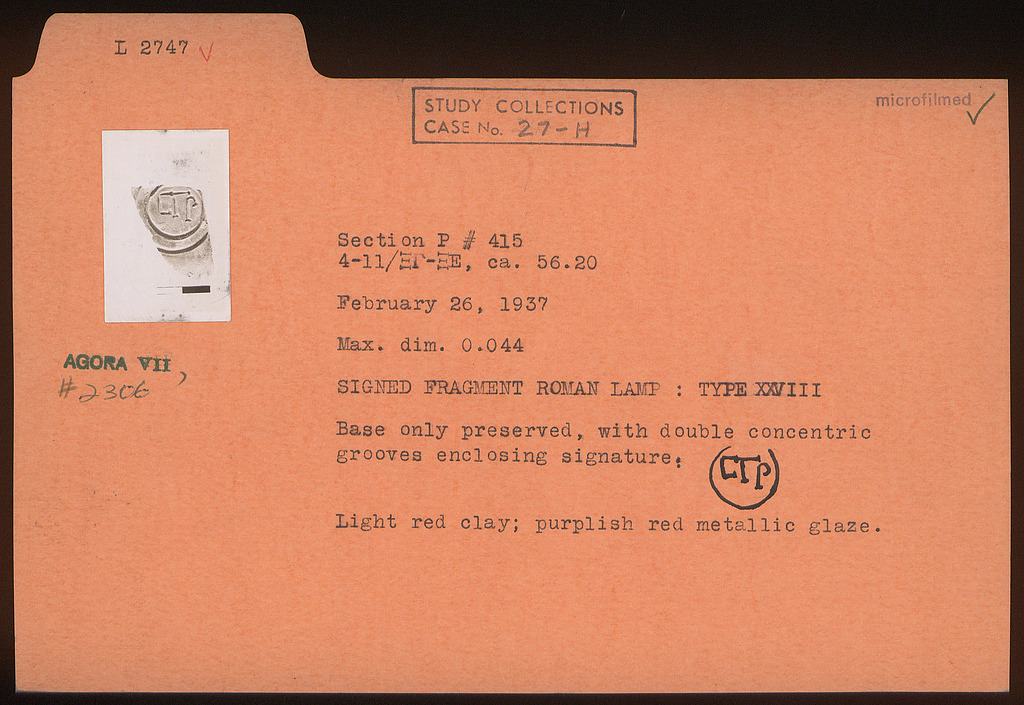 L 2747
STUDY COLLECTIONS
CASE No. 27-H
microfilmed
Section P # 415
4-11/ΞΓ-ΞΕ, ca. 56.20
February 26, 1937
Max. dim. 0.044
AGORA VII,
#2306
SIGNED FRAGMENT ROMAN LAMP : TYPE XXVIII
Base only preserved, with double concentric
grooves enclosing signature:
CΤΡ
Light red clay; purplish red metallic glaze.